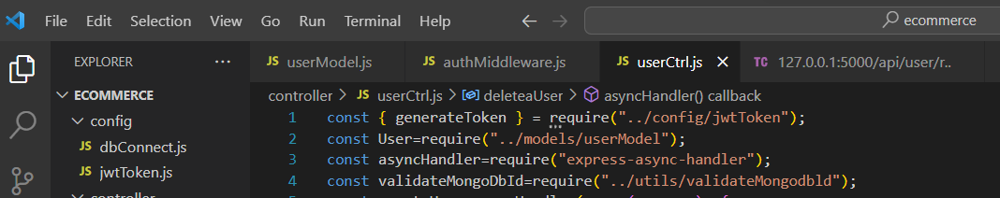 File Edit Selection View Go Run Terminal Help ecommerce
EXPLORER
JS userModel.js JS authMiddleware.js JS userCtrl.js TC 127.0.0.1:5000/api/user/r..
ECOMMERCE
controller > JS userCtrl.js > deleteaUser > asyncHandler() callback
config
1 const { generateToken } = require("../config/jwtToken");
JS dbConnect.js
2 const User=require("../models/userModel");
JS jwtToken.js
3 const asyncHandler=require("express-async-handler");
4 const validateMongoDbId=require("../utils/validateMongodbld");
controller